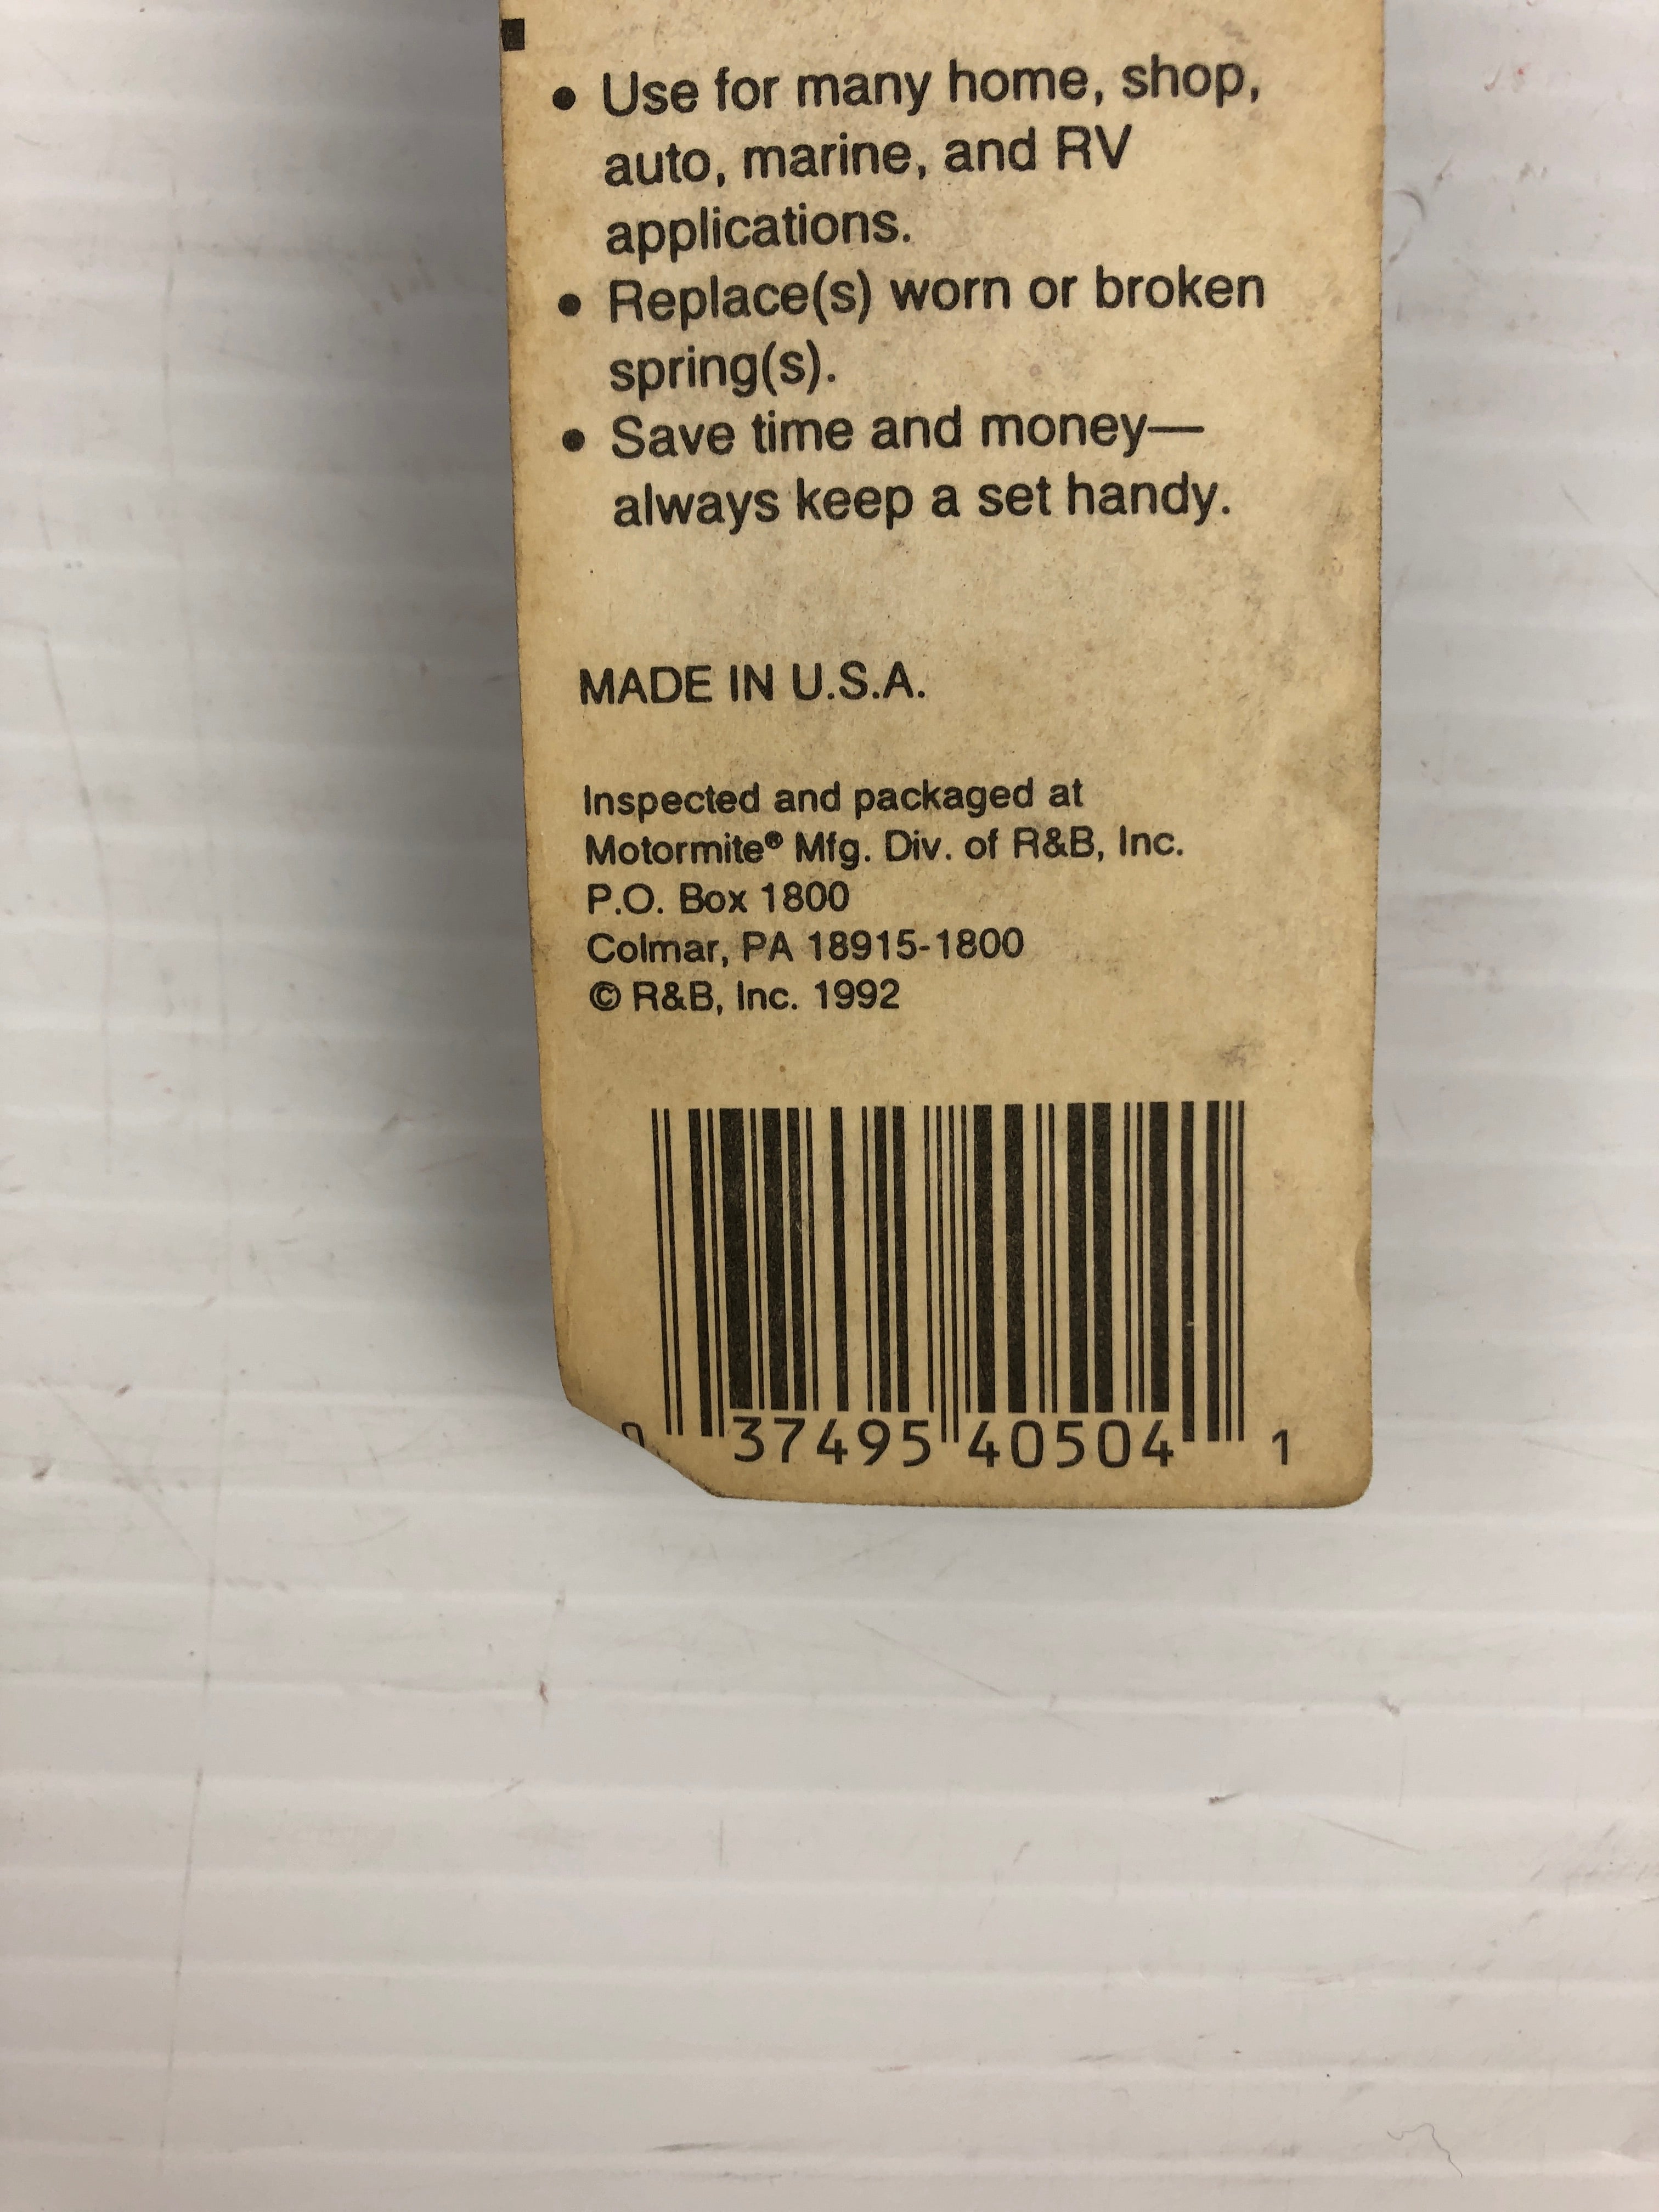 • Use for many home, shop,
auto, marine, and RV
applications.
• Replace(s) worn or broken
spring(s).
• Save time and money—
always keep a set handy.
MADE IN U.S.A.
Inspected and packaged at
Motormite® Mfg. Div. of R&B, Inc.
P.O. Box 1800
Colmar, PA 18915-1800
© R&B, Inc. 1992
0 37495 40504 1